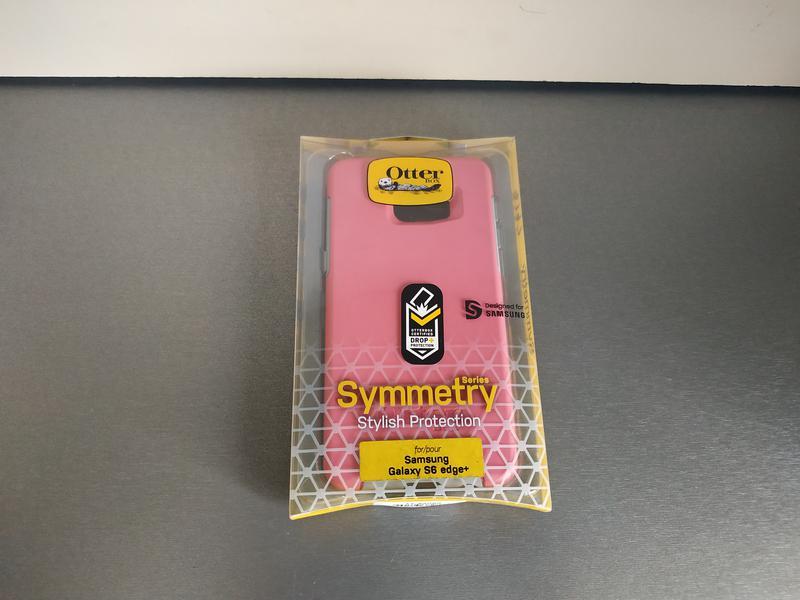 Otter
BOX
Designed for
SAMSUNG
OTTERBOX
CERTIFIED
DROP+
PROTECTION
Symmetry
Series
Stylish Protection
for/pour
Samsung
Galaxy S6 edge+